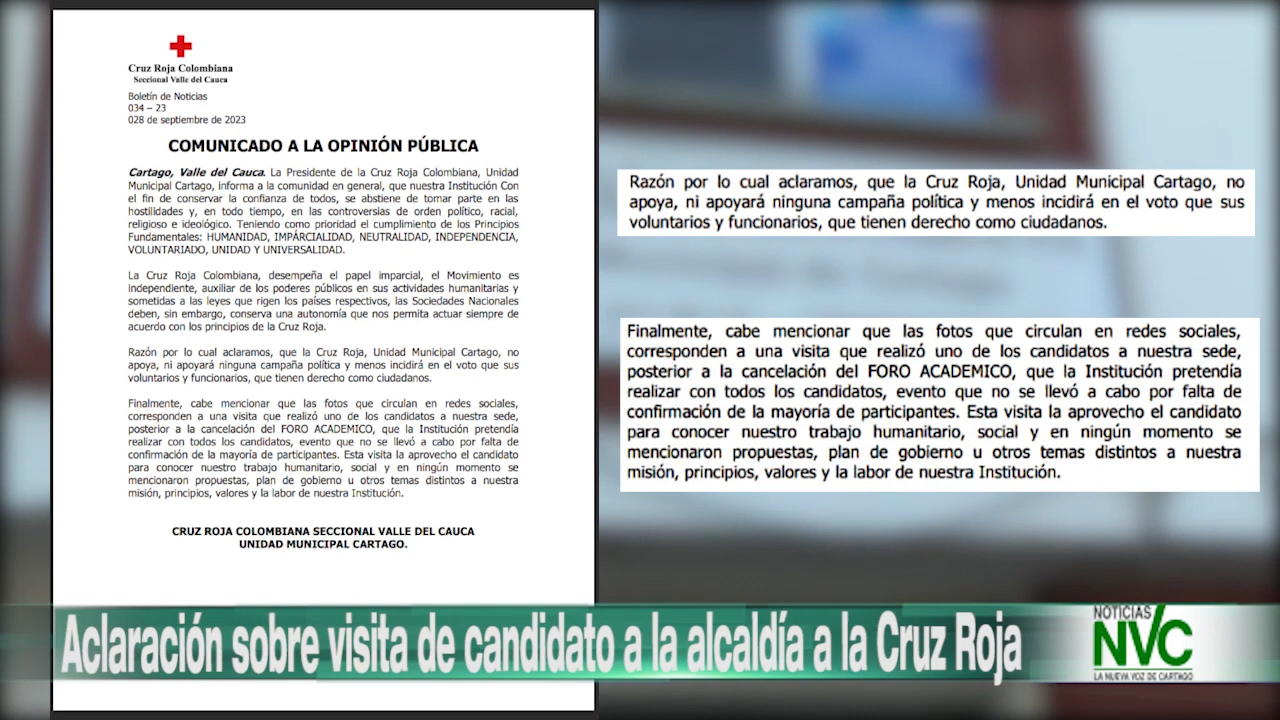 Cruz Roja Colombiana
Seccional Valle del Cauca
Boletín de Noticias
034 – 23
028 de septiembre de 2023
COMUNICADO A LA OPINIÓN PÚBLICA
Cartago, Valle del Cauca. La Presidente de la Cruz Roja Colombiana, Unidad
Municipal Cartago, informa a la comunidad en general, que nuestra Institución Con
el fin de conservar la confianza de todos, se abstiene de tomar parte en las
hostilidades y, en todo tiempo, en las controversias de orden político, racial,
religioso e ideológico. Teniendo como prioridad el cumplimiento de los Principios
Fundamentales: HUMANIDAD, IMPÁRCIALIDAD, NEUTRALIDAD, INDEPENDENCIA,
VOLUNTARIADO, UNIDAD Y UNIVERSALIDAD.
La Cruz Roja Colombiana, desempeña el papel imparcial, el Movimiento es
independiente, auxiliar de los poderes públicos en sus actividades humanitarias y
sometidas a las leyes que rigen los países respectivos, las Sociedades Nacionales
deben, sin embargo, conserva una autonomía que nos permita actuar siempre de
acuerdo con los principios de la Cruz Roja.
Razón por lo cual aclaramos, que la Cruz Roja, Unidad Municipal Cartago, no
apoya, ni apoyará ninguna campaña política y menos incidirá en el voto que sus
voluntarios y funcionarios, que tienen derecho como ciudadanos.
Finalmente, cabe mencionar que las fotos que circulan en redes sociales,
corresponden a una visita que realizó uno de los candidatos a nuestra sede,
posterior a la cancelación del FORO ACADEMICO, que la Institución pretendía
realizar con todos los candidatos, evento que no se llevó a cabo por falta de
confirmación de la mayoría de participantes. Esta visita la aprovecho el candidato
para conocer nuestro trabajo humanitario, social y en ningún momento se
mencionaron propuestas, plan de gobierno u otros temas distintos a nuestra
misión, principios, valores y la labor de nuestra Institución.
CRUZ ROJA COLOMBIANA SECCIONAL VALLE DEL CAUCA
UNIDAD MUNICIPAL CARTAGO.
Razón por lo cual aclaramos, que la Cruz Roja, Unidad Municipal Cartago, no
apoya, ni apoyará ninguna campaña política y menos incidirá en el voto que sus
voluntarios y funcionarios, que tienen derecho como ciudadanos.
Finalmente, cabe mencionar que las fotos que circulan en redes sociales,
corresponden a una visita que realizó uno de los candidatos a nuestra sede,
posterior a la cancelación del FORO ACADEMICO, que la Institución pretendía
realizar con todos los candidatos, evento que no se llevó a cabo por falta de
confirmación de la mayoría de participantes. Esta visita la aprovecho el candidato
para conocer nuestro trabajo humanitario, social y en ningún momento se
mencionaron propuestas, plan de gobierno u otros temas distintos a nuestra
misión, principios, valores y la labor de nuestra Institución.
Aclaración sobre visita de candidato a la alcaldía a la Cruz Roja
NOTICIAS
NVC
LA NUEVA VOZ DE CARTAGO